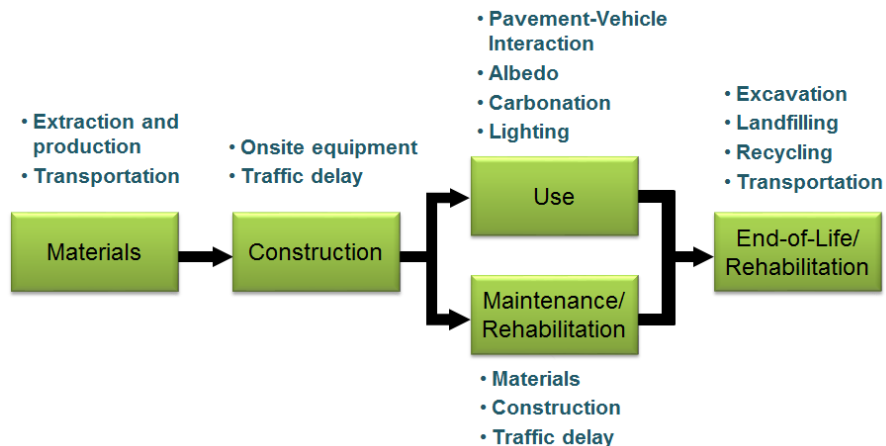 • Extraction and
production
• Transportation
Materials
• Onsite equipment
• Traffic delay
Construction
• Pavement-Vehicle
Interaction
• Albedo
• Carbonation
• Lighting
Use
Maintenance/
Rehabilitation
• Materials
• Construction
• Traffic delay
• Excavation
• Landfilling
• Recycling
• Transportation
End-of-Life/
Rehabilitation